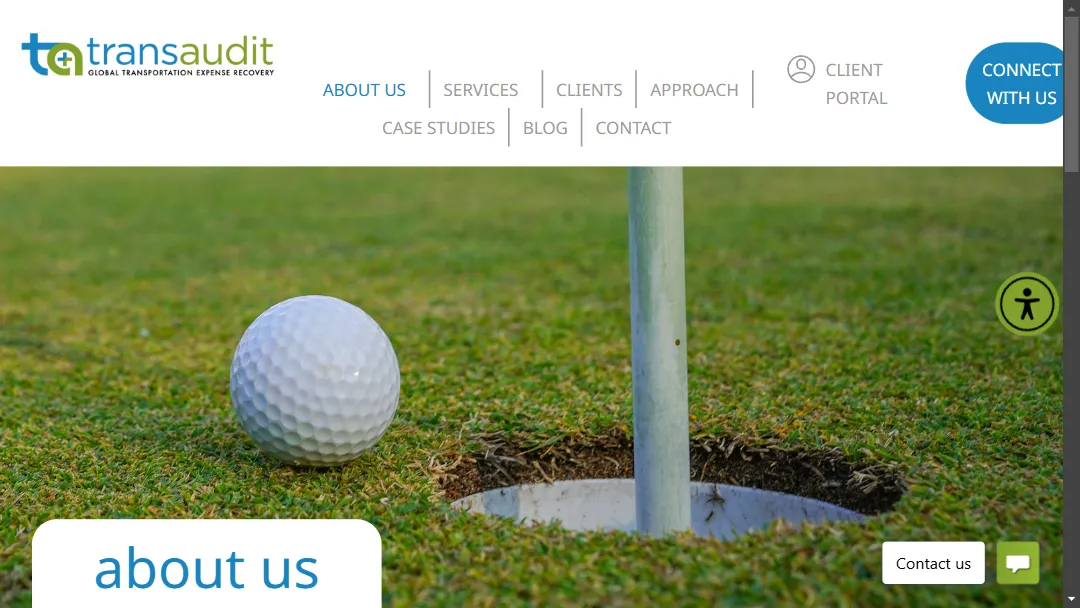 ta transaudit
GLOBAL TRANSPORTATION EXPENSE RECOVERY
ABOUT US
SERVICES
CLIENTS
APPROACH
CASE STUDIES
BLOG
CONTACT
CLIENT
PORTAL
CONNECT
WITH US
about us
Contact us